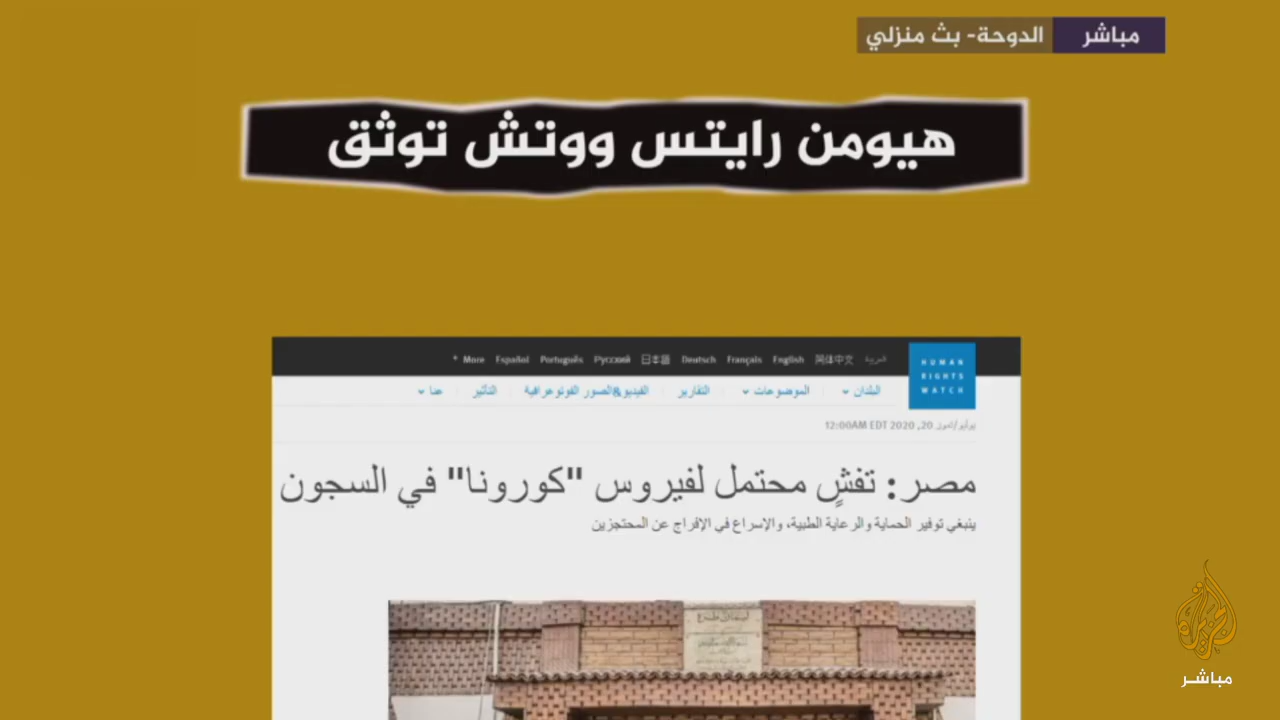 مباشر الدوحة- بث منزلي
هيومن رايتس ووتش توثق
HUMAN
RIGHTS
WATCH
العربية 简体中文 English Français Deutsch 日本語 Русский Português Español More
البلدان الموضوعات التقارير الفيديو&الصور الفوتوغرافية التأثير عنا
يوليو/تموز 20, 2020 12:00AM EDT
مصر: تفشٍ محتمل لفيروس "كورونا" في السجون
ينبغي توفير الحماية والرعاية الطبية، والإسراع في الإفراج عن المحتجزين
مباشر